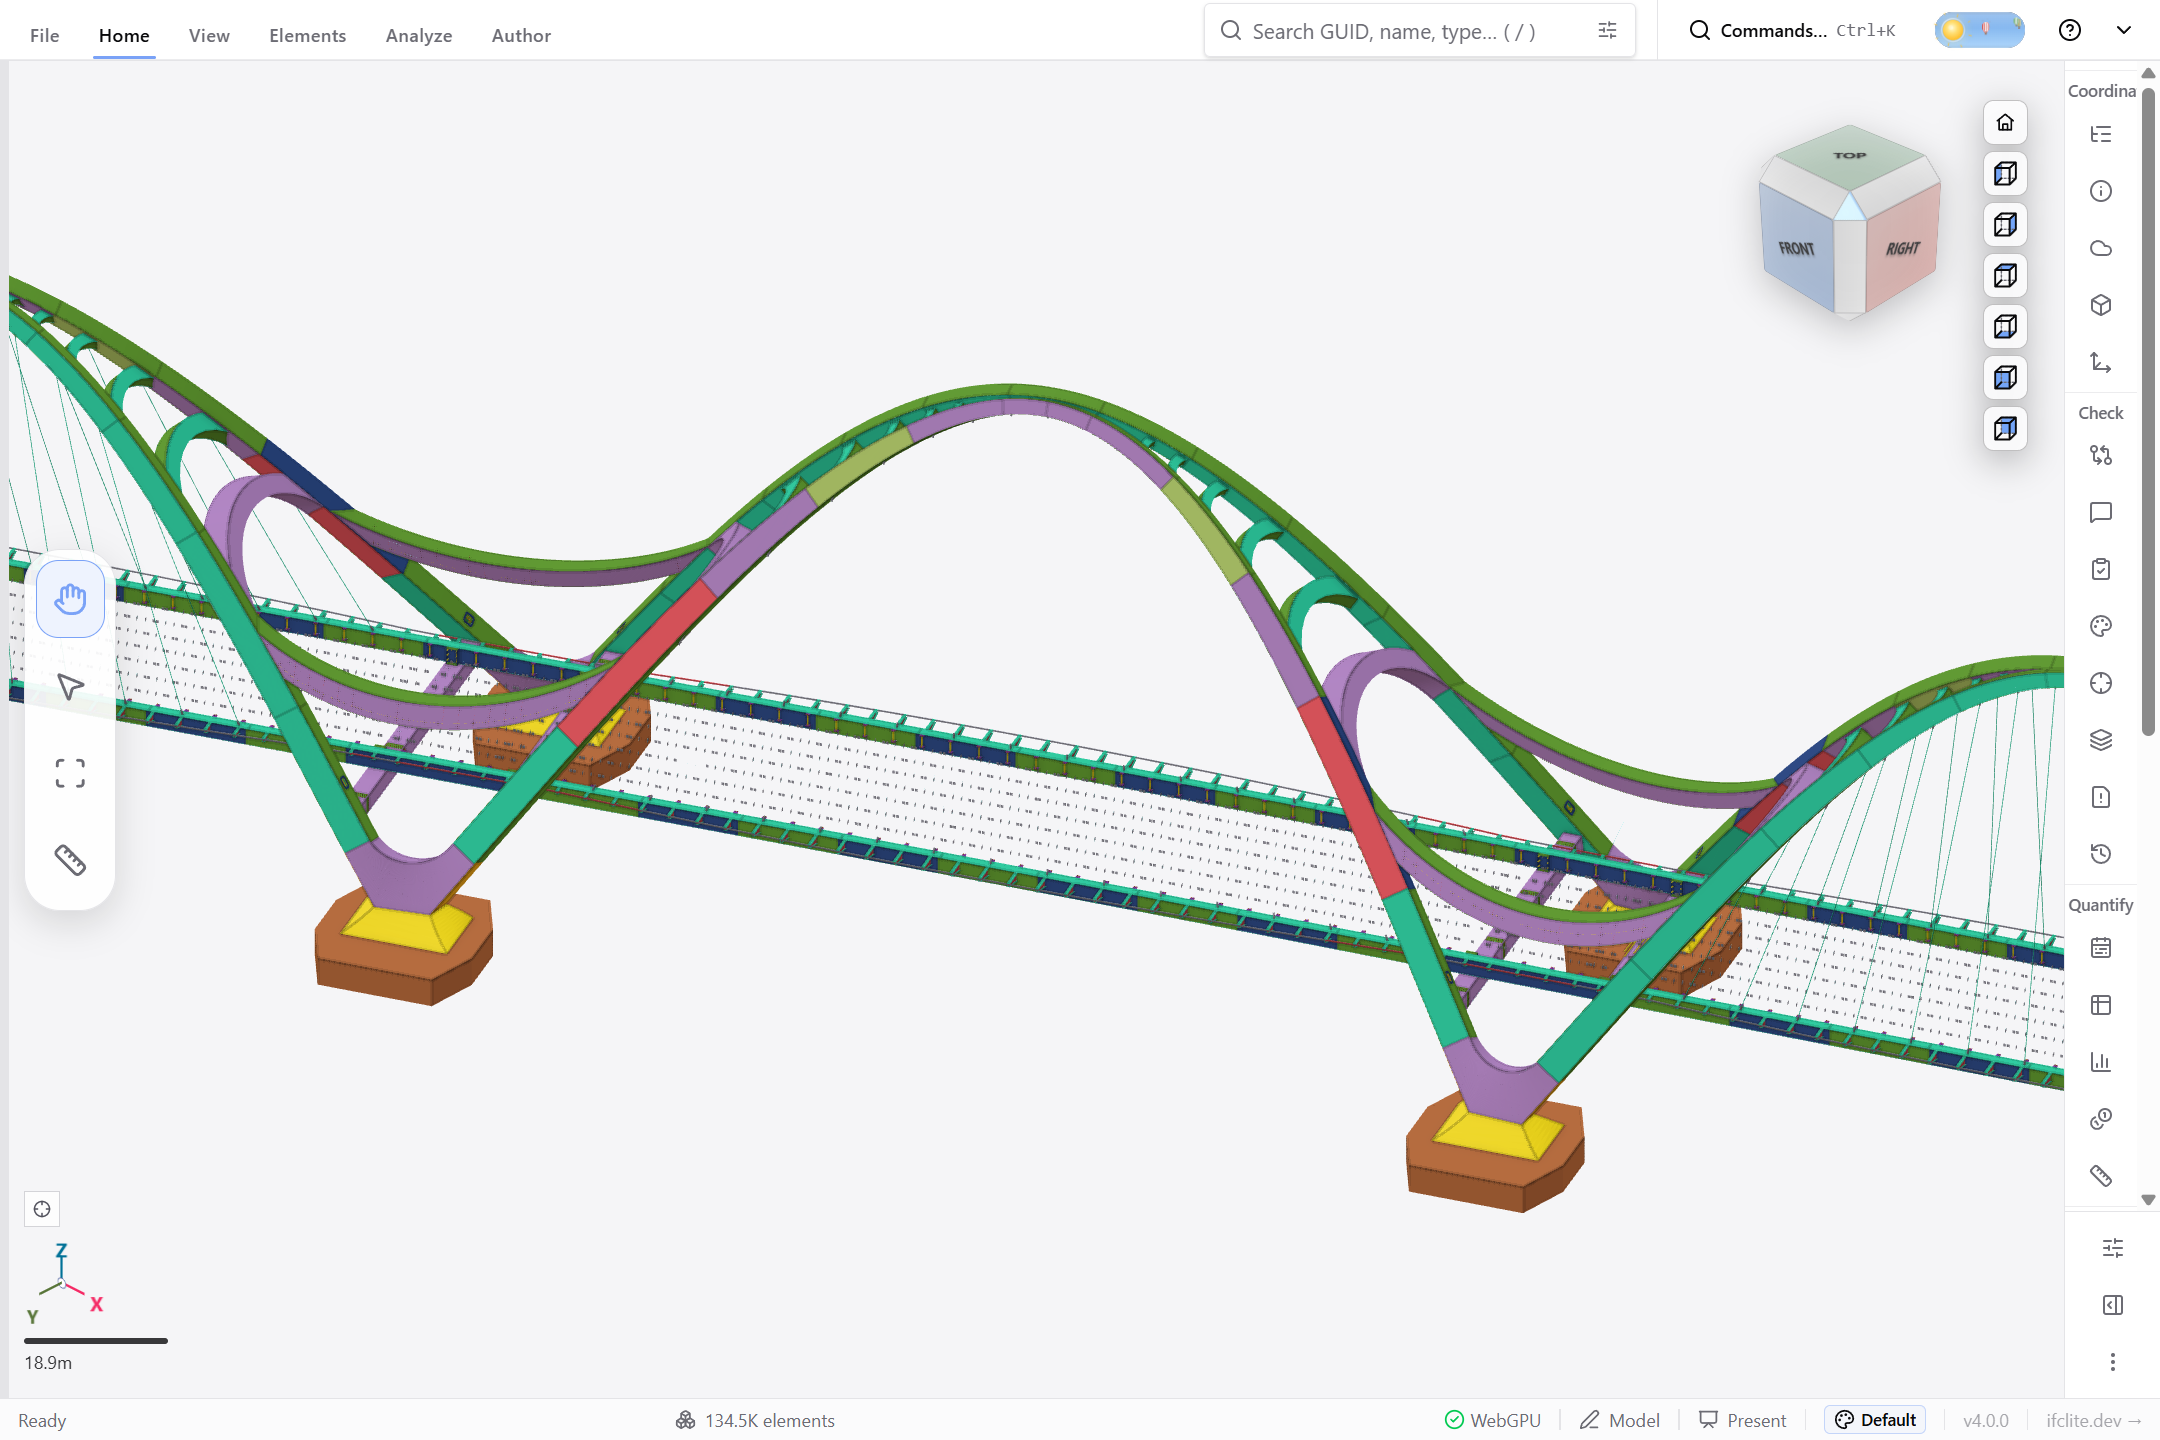 File Home View Elements Analyze Author
Search GUID, name, type... ( / )
Commands... Ctrl+K
TOP
FRONT
RIGHT
Coordina
Check
Quantify
Z
X
Y
18.9m
Ready
134.5K elements
WebGPU
Model
Present
Default
v4.0.0
ifclite.dev →